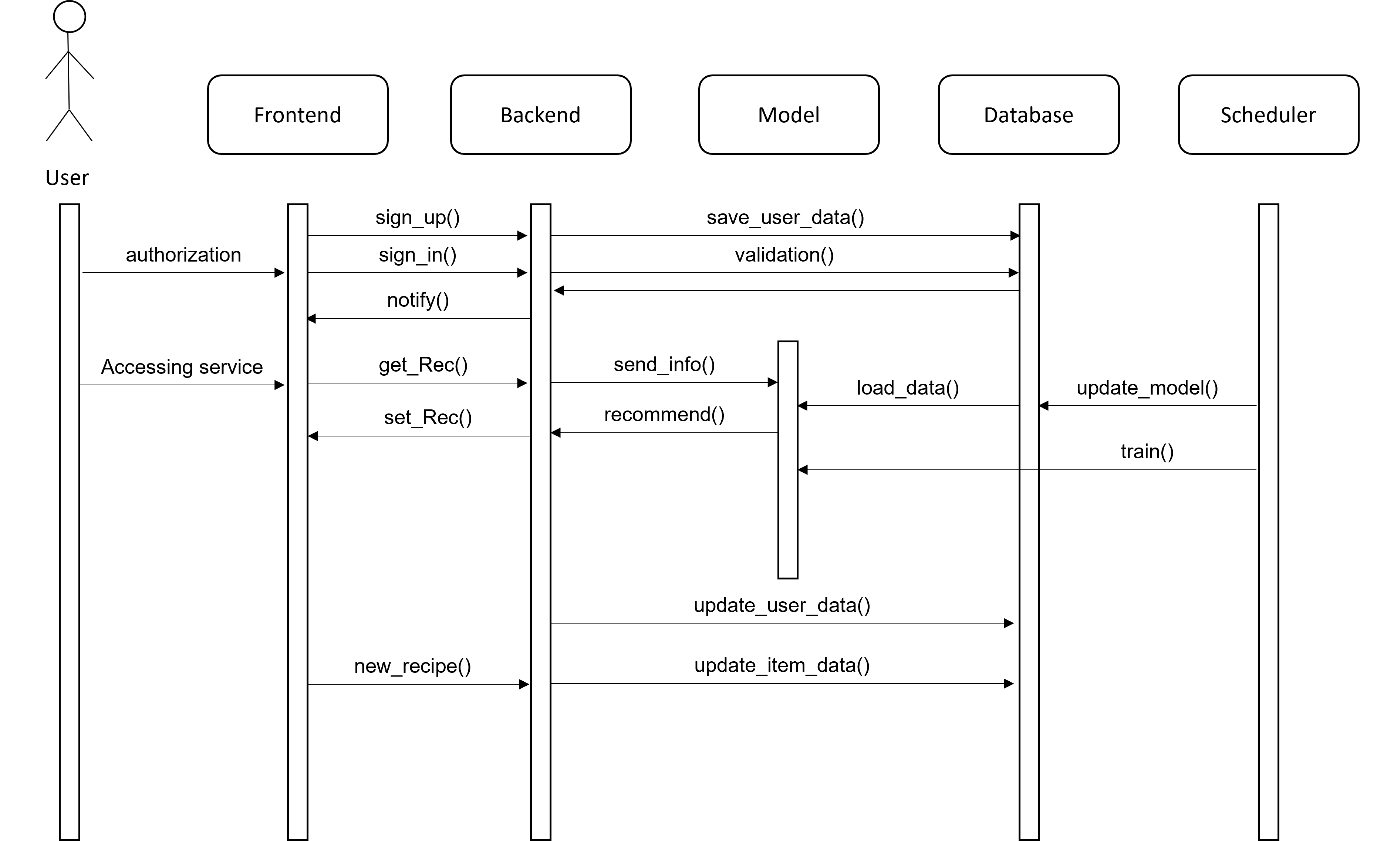 Frontend
Backend
Model
Database
Scheduler
User
sign_up()
save_user_data()
authorization
sign_in()
validation()
notify()
Accessing service
get_Rec()
send_info()
load_data()
update_model()
set_Rec()
recommend()
train()
update_user_data()
new_recipe()
update_item_data()